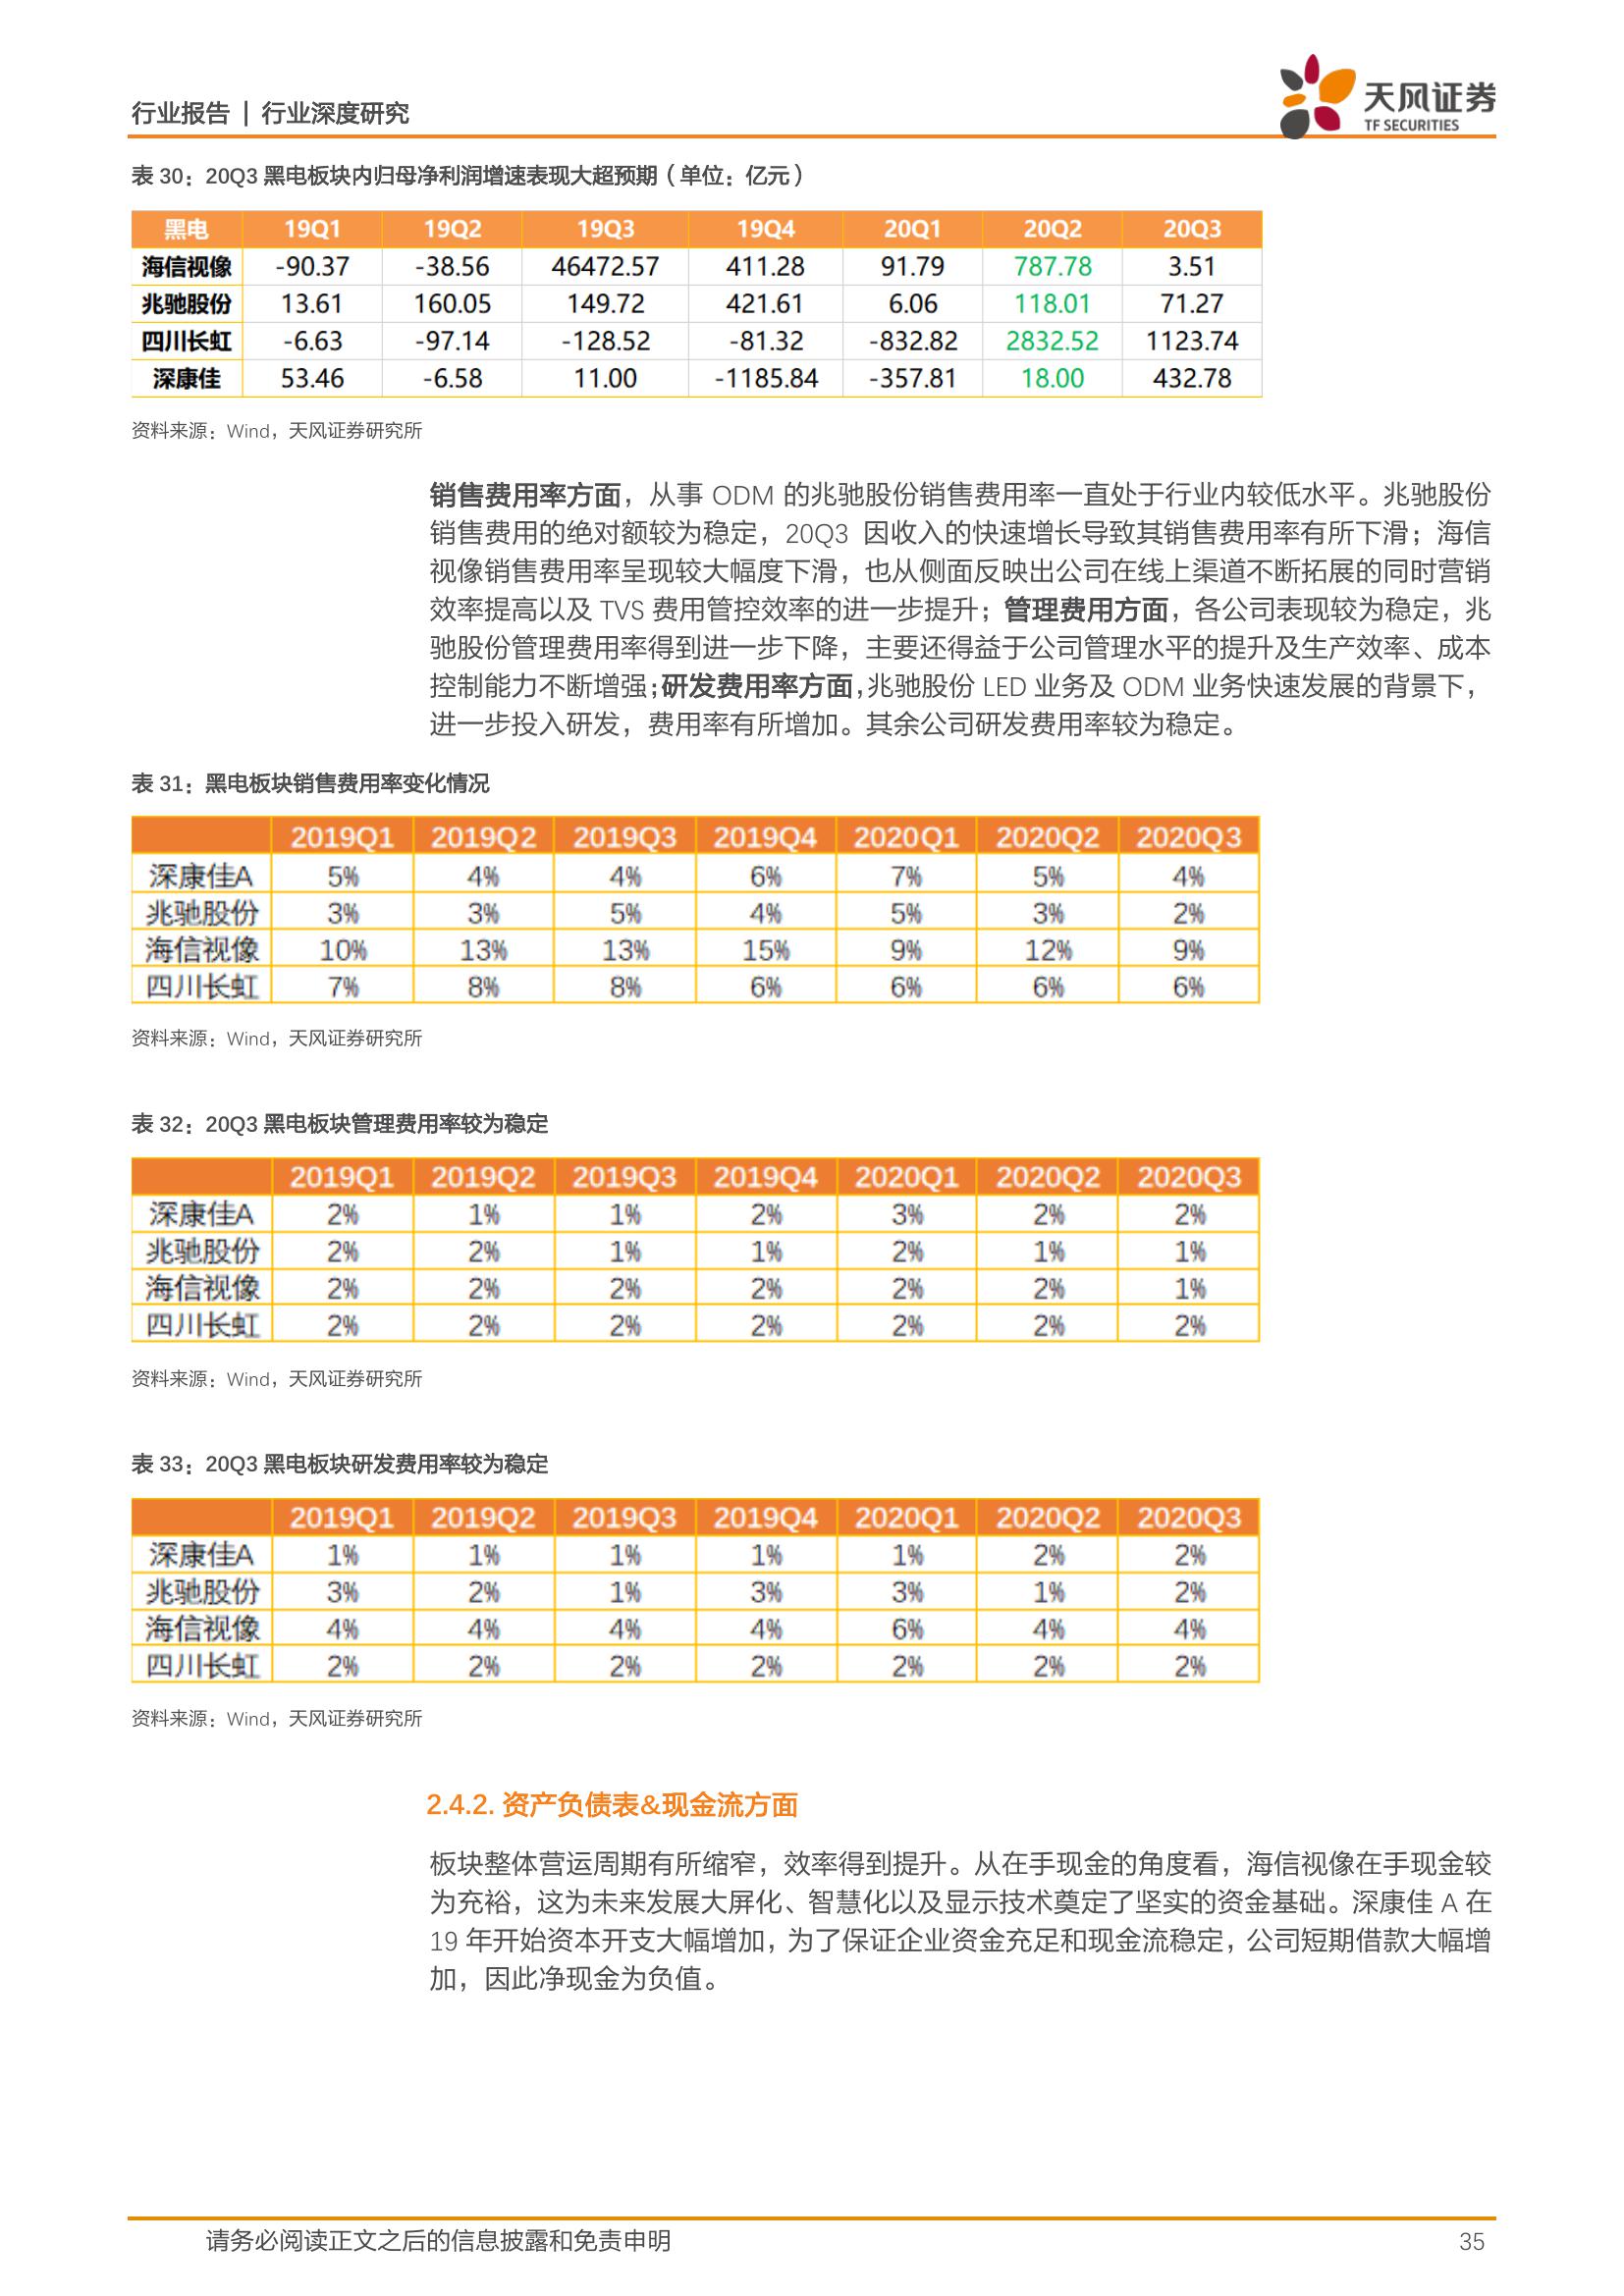 行业报告 | 行业深度研究
天风证券
TF SECURITIES
表 30：20Q3 黑电板块内归母净利润增速表现大超预期（单位：亿元）
黑电 19Q1 19Q2 19Q3 19Q4 20Q1 20Q2 20Q3
海信视像 -90.37 -38.56 46472.57 411.28 91.79 787.78 3.51
兆驰股份 13.61 160.05 149.72 421.61 6.06 118.01 71.27
四川长虹 -6.63 -97.14 -128.52 -81.32 -832.82 2832.52 1123.74
深康佳 53.46 -6.58 11.00 -1185.84 -357.81 18.00 432.78
资料来源：Wind，天风证券研究所
销售费用率方面，从事 ODM 的兆驰股份销售费用率一直处于行业内较低水平。兆驰股份
销售费用的绝对额较为稳定，20Q3 因收入的快速增长导致其销售费用率有所下滑；海信
视像销售费用率呈现较大幅度下滑，也从侧面反映出公司在线上渠道不断拓展的同时营销
效率提高以及 TVS 费用管控效率的进一步提升；管理费用方面，各公司表现较为稳定，兆
驰股份管理费用率得到进一步下降，主要还得益于公司管理水平的提升及生产效率、成本
控制能力不断增强；研发费用率方面，兆驰股份 LED 业务及 ODM 业务快速发展的背景下，
进一步投入研发，费用率有所增加。其余公司研发费用率较为稳定。
表 31：黑电板块销售费用率变化情况
2019Q1 2019Q2 2019Q3 2019Q4 2020Q1 2020Q2 2020Q3
深康佳A 5% 4% 4% 6% 7% 5% 4%
兆驰股份 3% 3% 5% 4% 5% 3% 2%
海信视像 10% 13% 13% 15% 9% 12% 9%
四川长虹 7% 8% 8% 6% 6% 6% 6%
资料来源：Wind，天风证券研究所
表 32：20Q3 黑电板块管理费用率较为稳定
2019Q1 2019Q2 2019Q3 2019Q4 2020Q1 2020Q2 2020Q3
深康佳A 2% 1% 1% 2% 3% 2% 2%
兆驰股份 2% 2% 1% 1% 2% 1% 1%
海信视像 2% 2% 2% 2% 2% 2% 1%
四川长虹 2% 2% 2% 2% 2% 2% 2%
资料来源：Wind，天风证券研究所
表 33：20Q3 黑电板块研发费用率较为稳定
2019Q1 2019Q2 2019Q3 2019Q4 2020Q1 2020Q2 2020Q3
深康佳A 1% 1% 1% 1% 1% 2% 2%
兆驰股份 3% 2% 1% 3% 3% 1% 2%
海信视像 4% 4% 4% 4% 6% 4% 4%
四川长虹 2% 2% 2% 2% 2% 2% 2%
资料来源：Wind，天风证券研究所
2.4.2. 资产负债表&现金流方面
板块整体营运周期有所缩窄，效率得到提升。从在手现金的角度看，海信视像在手现金较
为充裕，这为未来发展大屏化、智慧化以及显示技术奠定了坚实的资金基础。深康佳 A 在
19 年开始资本开支大幅增加，为了保证企业资金充足和现金流稳定，公司短期借款大幅增
加，因此净现金为负值。
请务必阅读正文之后的信息披露和免责申明
35